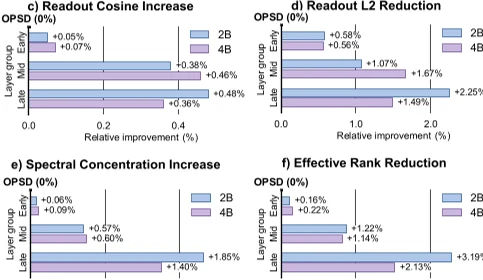 c) Readout Cosine Increase
OPSD (0%)
2B
4B
Layer group
Early
Mid
Late
+0.05%
+0.07%
+0.38%
+0.46%
+0.48%
+0.36%
0.0
0.2
0.4
Relative improvement (%)
d) Readout L2 Reduction
OPSD (0%)
2B
4B
Layer group
Early
Mid
Late
+0.58%
+0.56%
+1.07%
+1.67%
+2.25%
+1.49%
0.0
1.0
2.0
Relative improvement (%)
e) Spectral Concentration Increase
OPSD (0%)
2B
4B
Layer group
Early
Mid
Late
+0.06%
+0.09%
+0.57%
+0.60%
+1.85%
+1.40%
f) Effective Rank Reduction
OPSD (0%)
2B
4B
Layer group
Early
Mid
Late
+0.16%
+0.22%
+1.22%
+1.14%
+3.19%
+2.13%